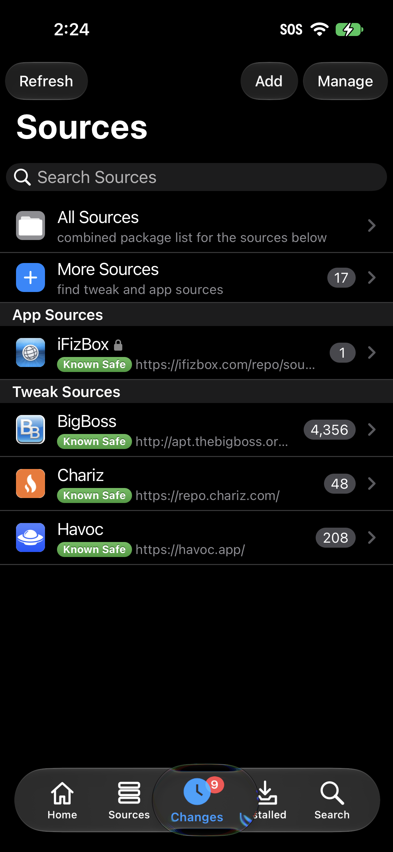 2:24 SOS
Refresh Add Manage
Sources
Search Sources
All Sources
combined package list for the sources below
More Sources
find tweak and app sources
17
App Sources
iFizBox
Known Safe https://ifizbox.com/repo/sou...
1
Tweak Sources
BigBoss
Known Safe http://apt.thebigboss.or...
4,356
Chariz
Known Safe https://repo.chariz.com/
48
Havoc
Known Safe https://havoc.app/
208
9
Home Sources Changes stalled Search